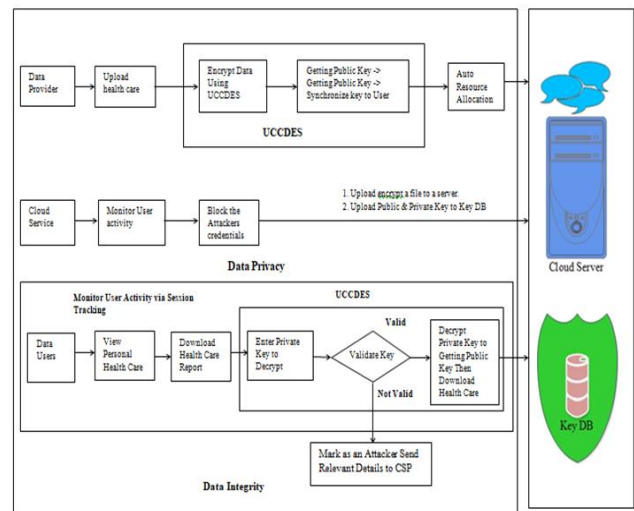 Data
Provider
Upload
health care
Encrypt Data
Using
UCCDES
Getting Public Key ->
Getting Public Key ->
Synchronize key to User
UCCDES
Auto
Resource
Allocation
Cloud
Service
Monitor User
activity
Block the
Attackers
credentials
1. Upload encrypt a file to a server.
2. Upload Public & Private Key to Key DB
Data Privacy
Cloud Server
Monitor User Activity via Session
Tracking
UCCDES
Data
Users
View
Personal
Health Care
Download
Health Care
Report
Enter Private
Key to
Decrypt
Validate Key
Valid
Not Valid
Decrypt
Private Key to
Getting Public
Key Then
Download
Health Care
Key DB
Mark as an Attacker Send
Relevant Details to CSP
Data Integrity